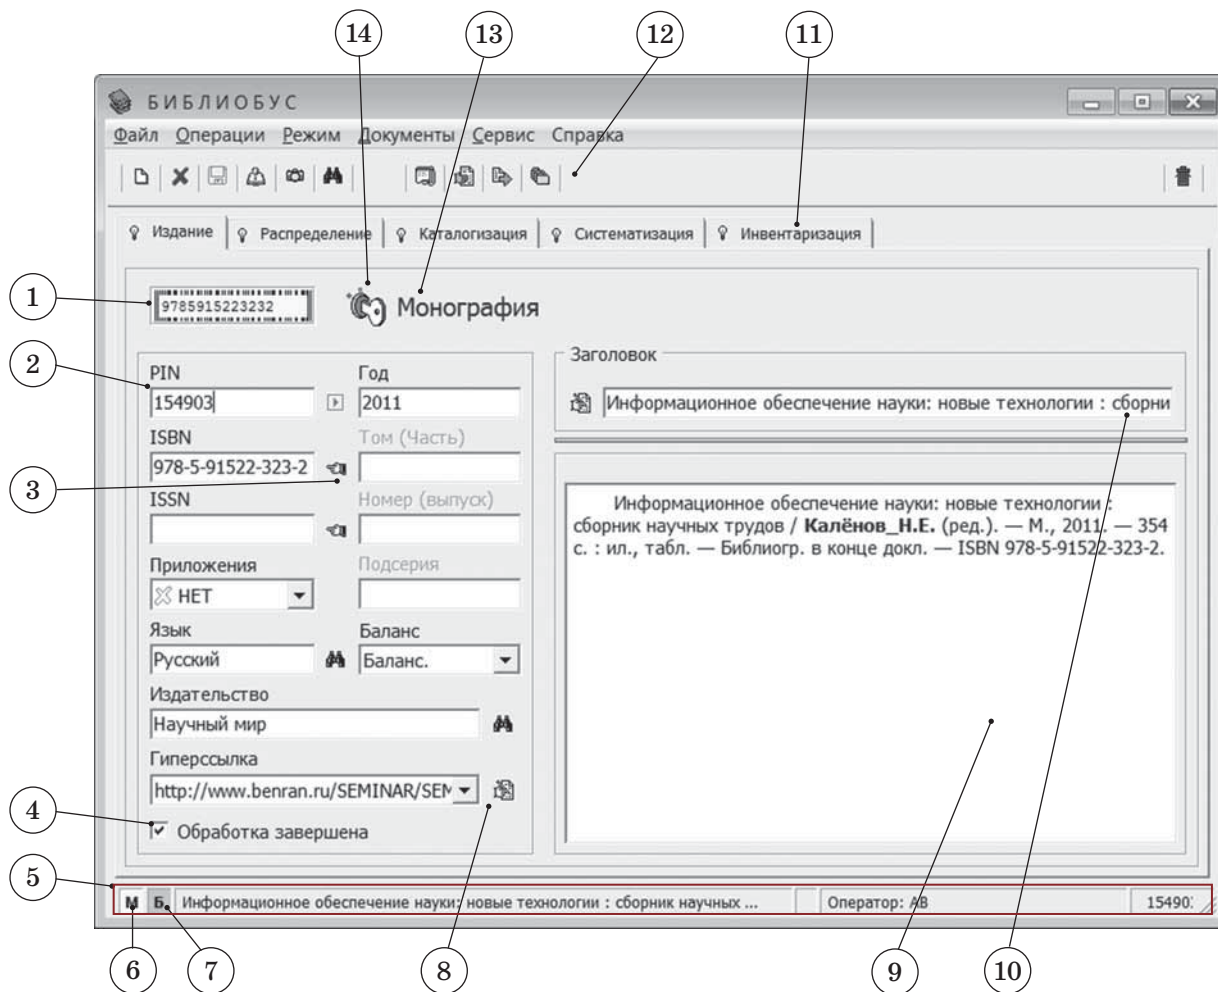 14 13 12 11
БИБЛИОБУС
Файл Операции Режим Документы Сервис Справка
Издание Распределение Каталогизация Систематизация Инвентаризация
1
9785915223232
Монография
2
PIN Год
154903 2011
ISBN Том (Часть)
978-5-91522-323-2
3
ISSN Номер (выпуск)
Приложения Подсерия
НЕТ
Язык Баланс
Русский Баланс.
Издательство
Научный мир
Гиперссылка
http://www.benran.ru/SEMINAR/SEM
4
Обработка завершена
Заголовок
Информационное обеспечение науки: новые технологии : сборни
Информационное обеспечение науки: новые технологии :
сборник научных трудов / Калёнов_Н.Е. (ред.). — М., 2011. — 354
с. : ил., табл. — Библиогр. в конце докл. — ISBN 978-5-91522-323-2.
5
М Б Информационное обеспечение науки: новые технологии : сборник научных ... Оператор: АВ 15490
6 7 8 9 10